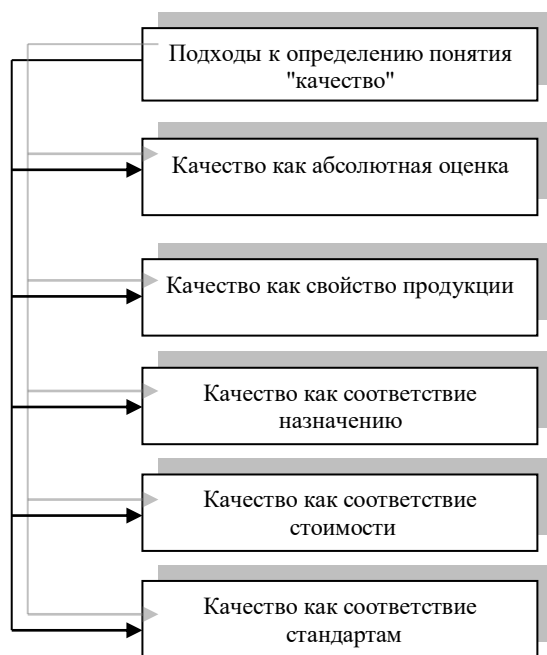 Подходы к определению понятия
"качество"
Качество как абсолютная оценка
Качество как свойство продукции
Качество как соответствие
назначению
Качество как соответствие
стоимости
Качество как соответствие
стандартам